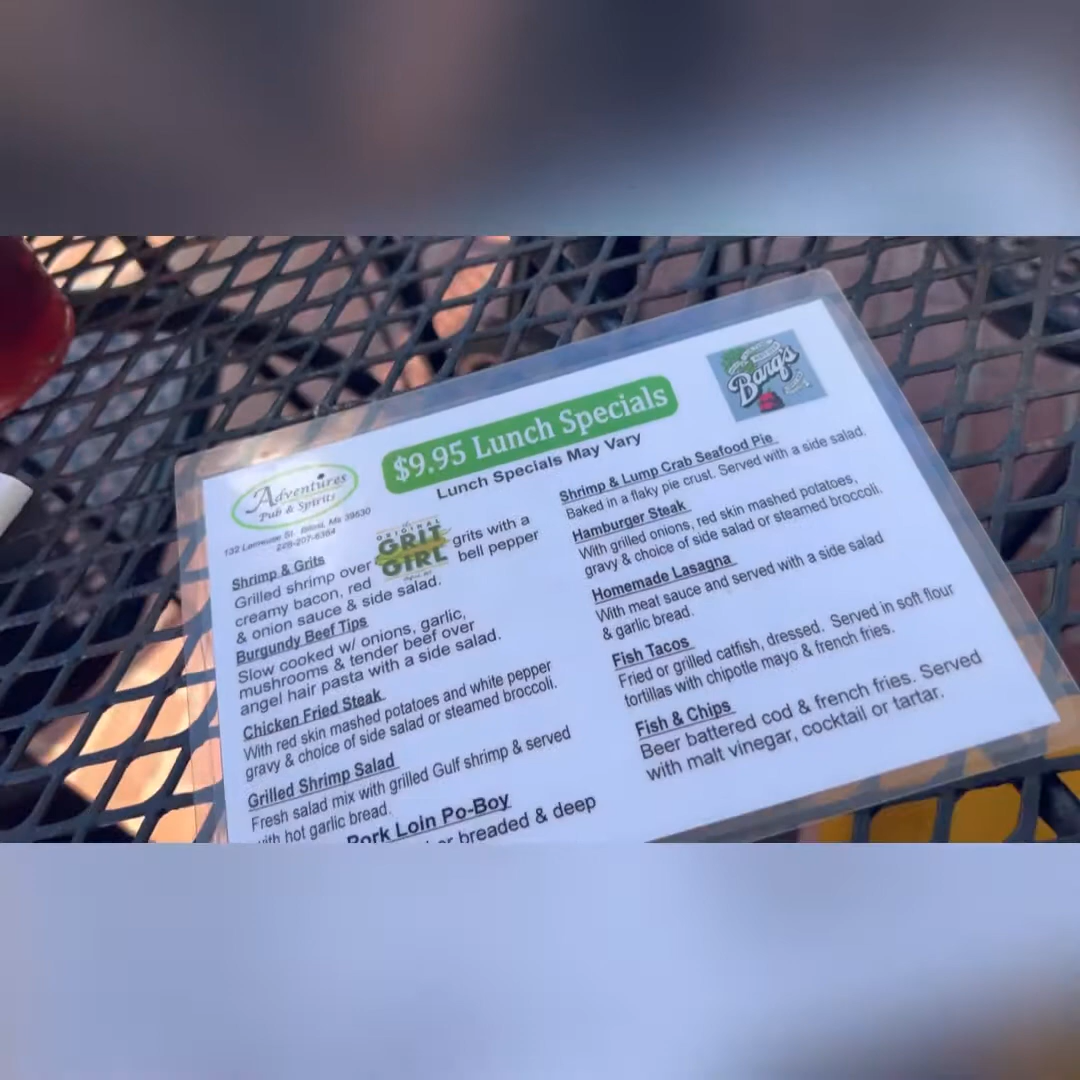 $9.95 Lunch Specials
Lunch Specials May Vary
Adventures
Pub & Spirits
132 Lameuse St. Biloxi, Ms 39530
228-207-6364
Barq's
Shrimp & Grits
Grilled shrimp over ORIGINAL GRIT GIRL grits with a
creamy bacon, red bell pepper
& onion sauce & side salad.
Burgundy Beef Tips
Slow cooked w/ onions, garlic,
mushrooms & tender beef over
angel hair pasta with a side salad.
Chicken Fried Steak
With red skin mashed potatoes and white pepper
gravy & choice of side salad or steamed broccoli.
Grilled Shrimp Salad
Fresh salad mix with grilled Gulf shrimp & served
with hot garlic bread.
Pork Loin Po-Boy
breaded & deep
Shrimp & Lump Crab Seafood Pie
Baked in a flaky pie crust. Served with a side salad.
Hamburger Steak
With grilled onions, red skin mashed potatoes,
gravy & choice of side salad or steamed broccoli.
Homemade Lasagna
With meat sauce and served with a side salad
& garlic bread.
Fish Tacos
Fried or grilled catfish, dressed. Served in soft flour
tortillas with chipotle mayo & french fries.
Fish & Chips
Beer battered cod & french fries. Served
with malt vinegar, cocktail or tartar.